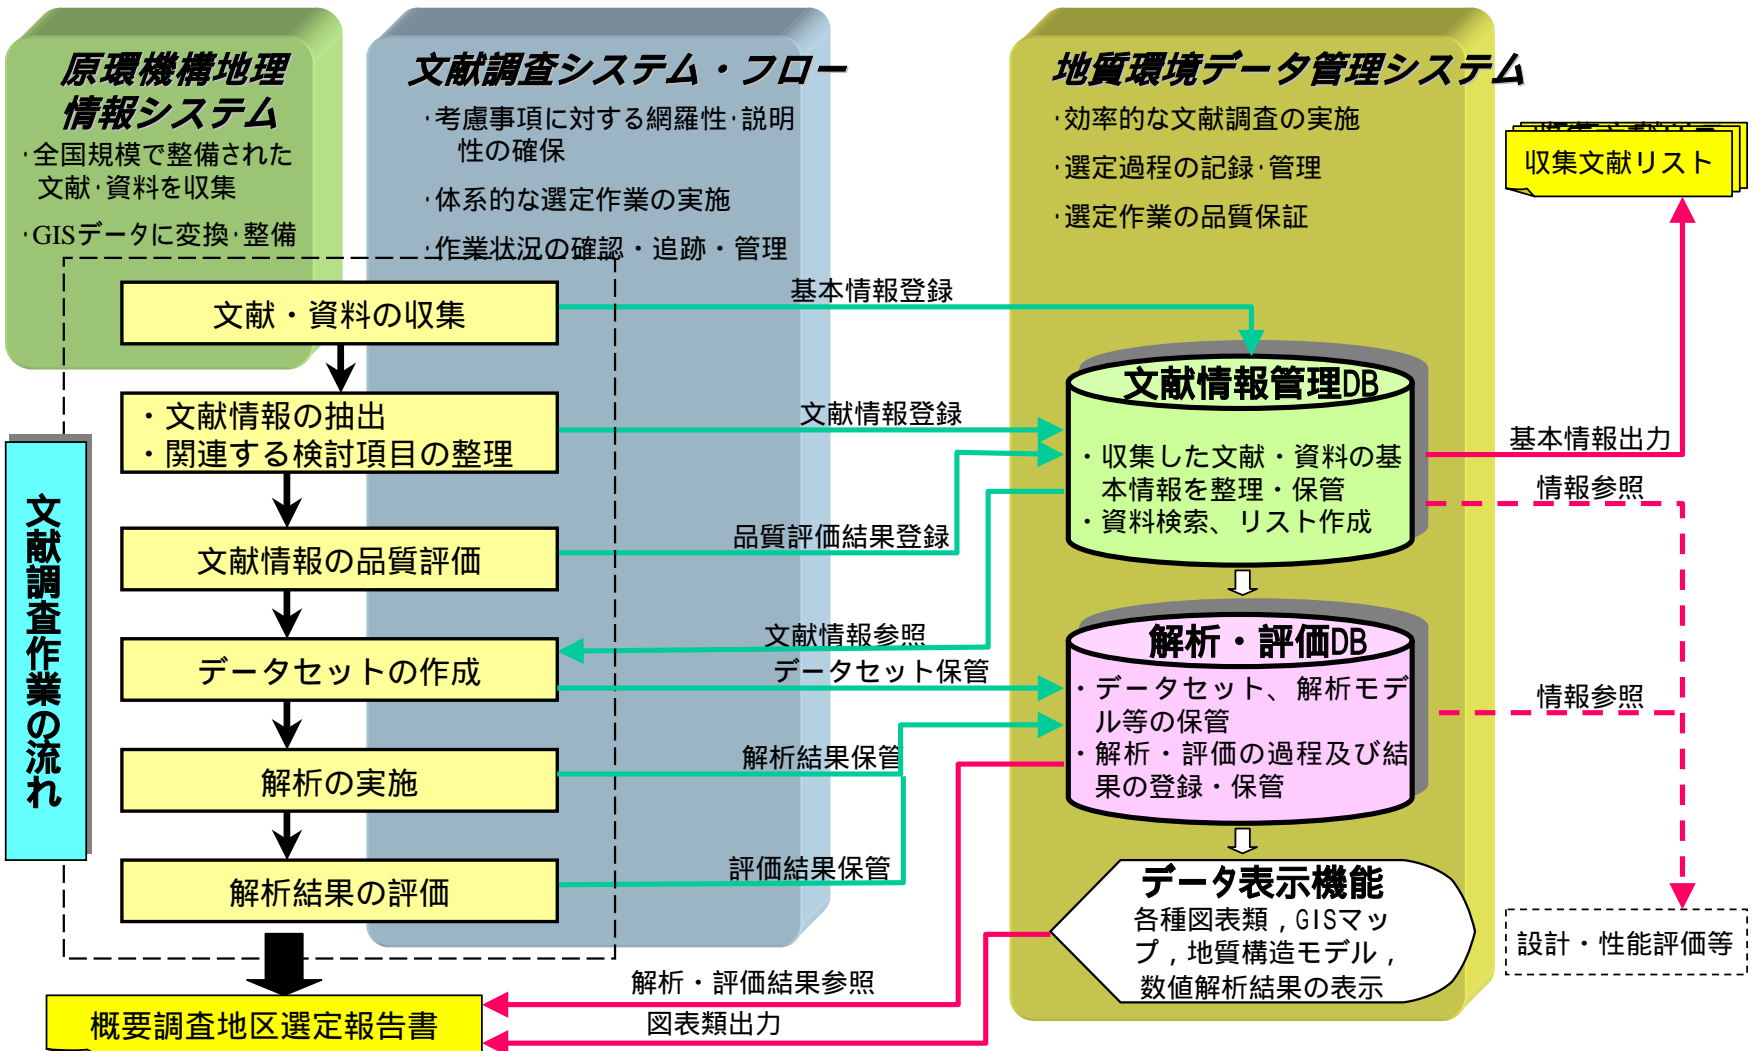 原環機構地理
情報システム
･全国規模で整備された
文献･資料を収集
･GISデータに変換･整備
文献調査システム・フロー
･考慮事項に対する網羅性･説明
性の確保
･体系的な選定作業の実施
･作業状況の確認・追跡・管理
地質環境データ管理システム
･効率的な文献調査の実施
･選定過程の記録･管理
･選定作業の品質保証
収集文献リスト
収集文献リスト
文献調査作業の流れ
文献・資料の収集
・文献情報の抽出
・関連する検討項目の整理
文献情報の品質評価
データセットの作成
解析の実施
解析結果の評価
概要調査地区選定報告書
基本情報登録
文献情報登録
品質評価結果登録
文献情報参照
データセット保管
解析結果保管
評価結果保管
解析・評価結果参照
図表類出力
文献情報管理DB
・収集した文献・資料の基
本情報を整理・保管
・資料検索、リスト作成
解析・評価DB
・データセット、解析モデ
ル等の保管
・解析・評価の過程及び結
果の登録・保管
データ表示機能
各種図表類，GISマッ
プ，地質構造モデル，
数値解析結果の表示
基本情報出力
情報参照
情報参照
設計・性能評価等